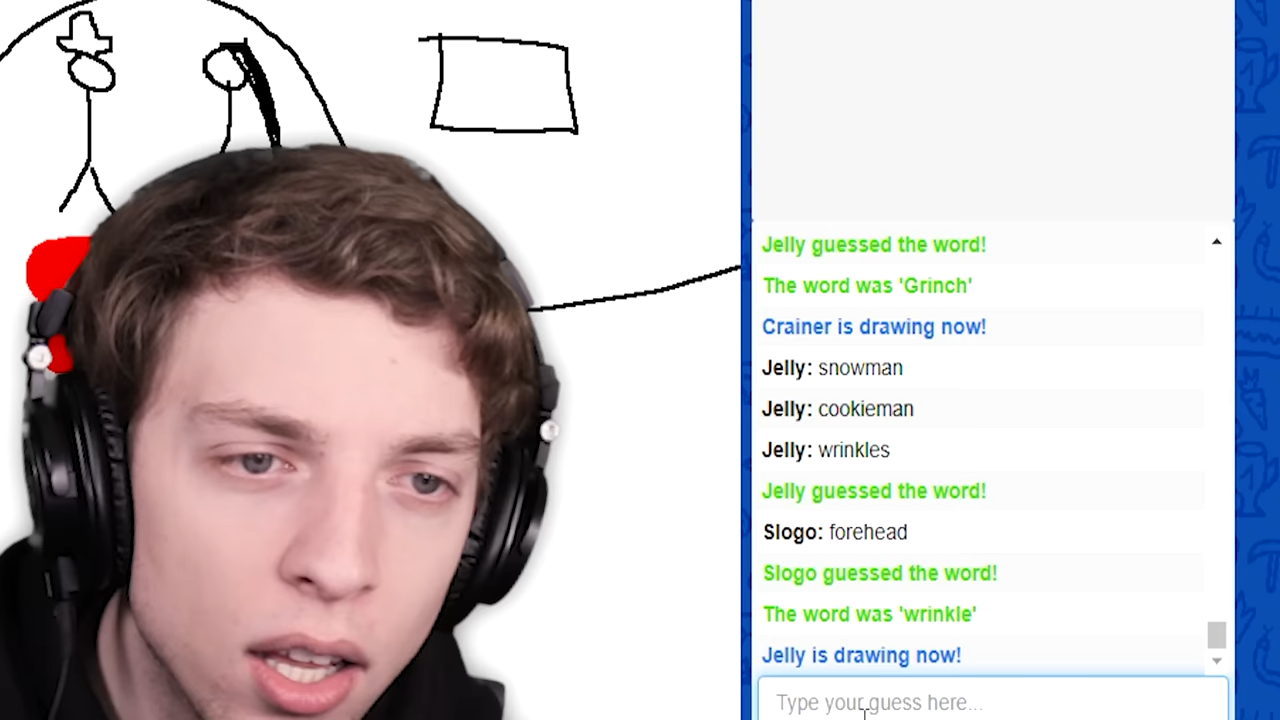 Jelly guessed the word!
The word was 'Grinch'
Crainer is drawing now!
Jelly: snowman
Jelly: cookieman
Jelly: wrinkles
Jelly guessed the word!
Slogo: forehead
Slogo guessed the word!
The word was 'wrinkle'
Jelly is drawing now!
Type your guess here...